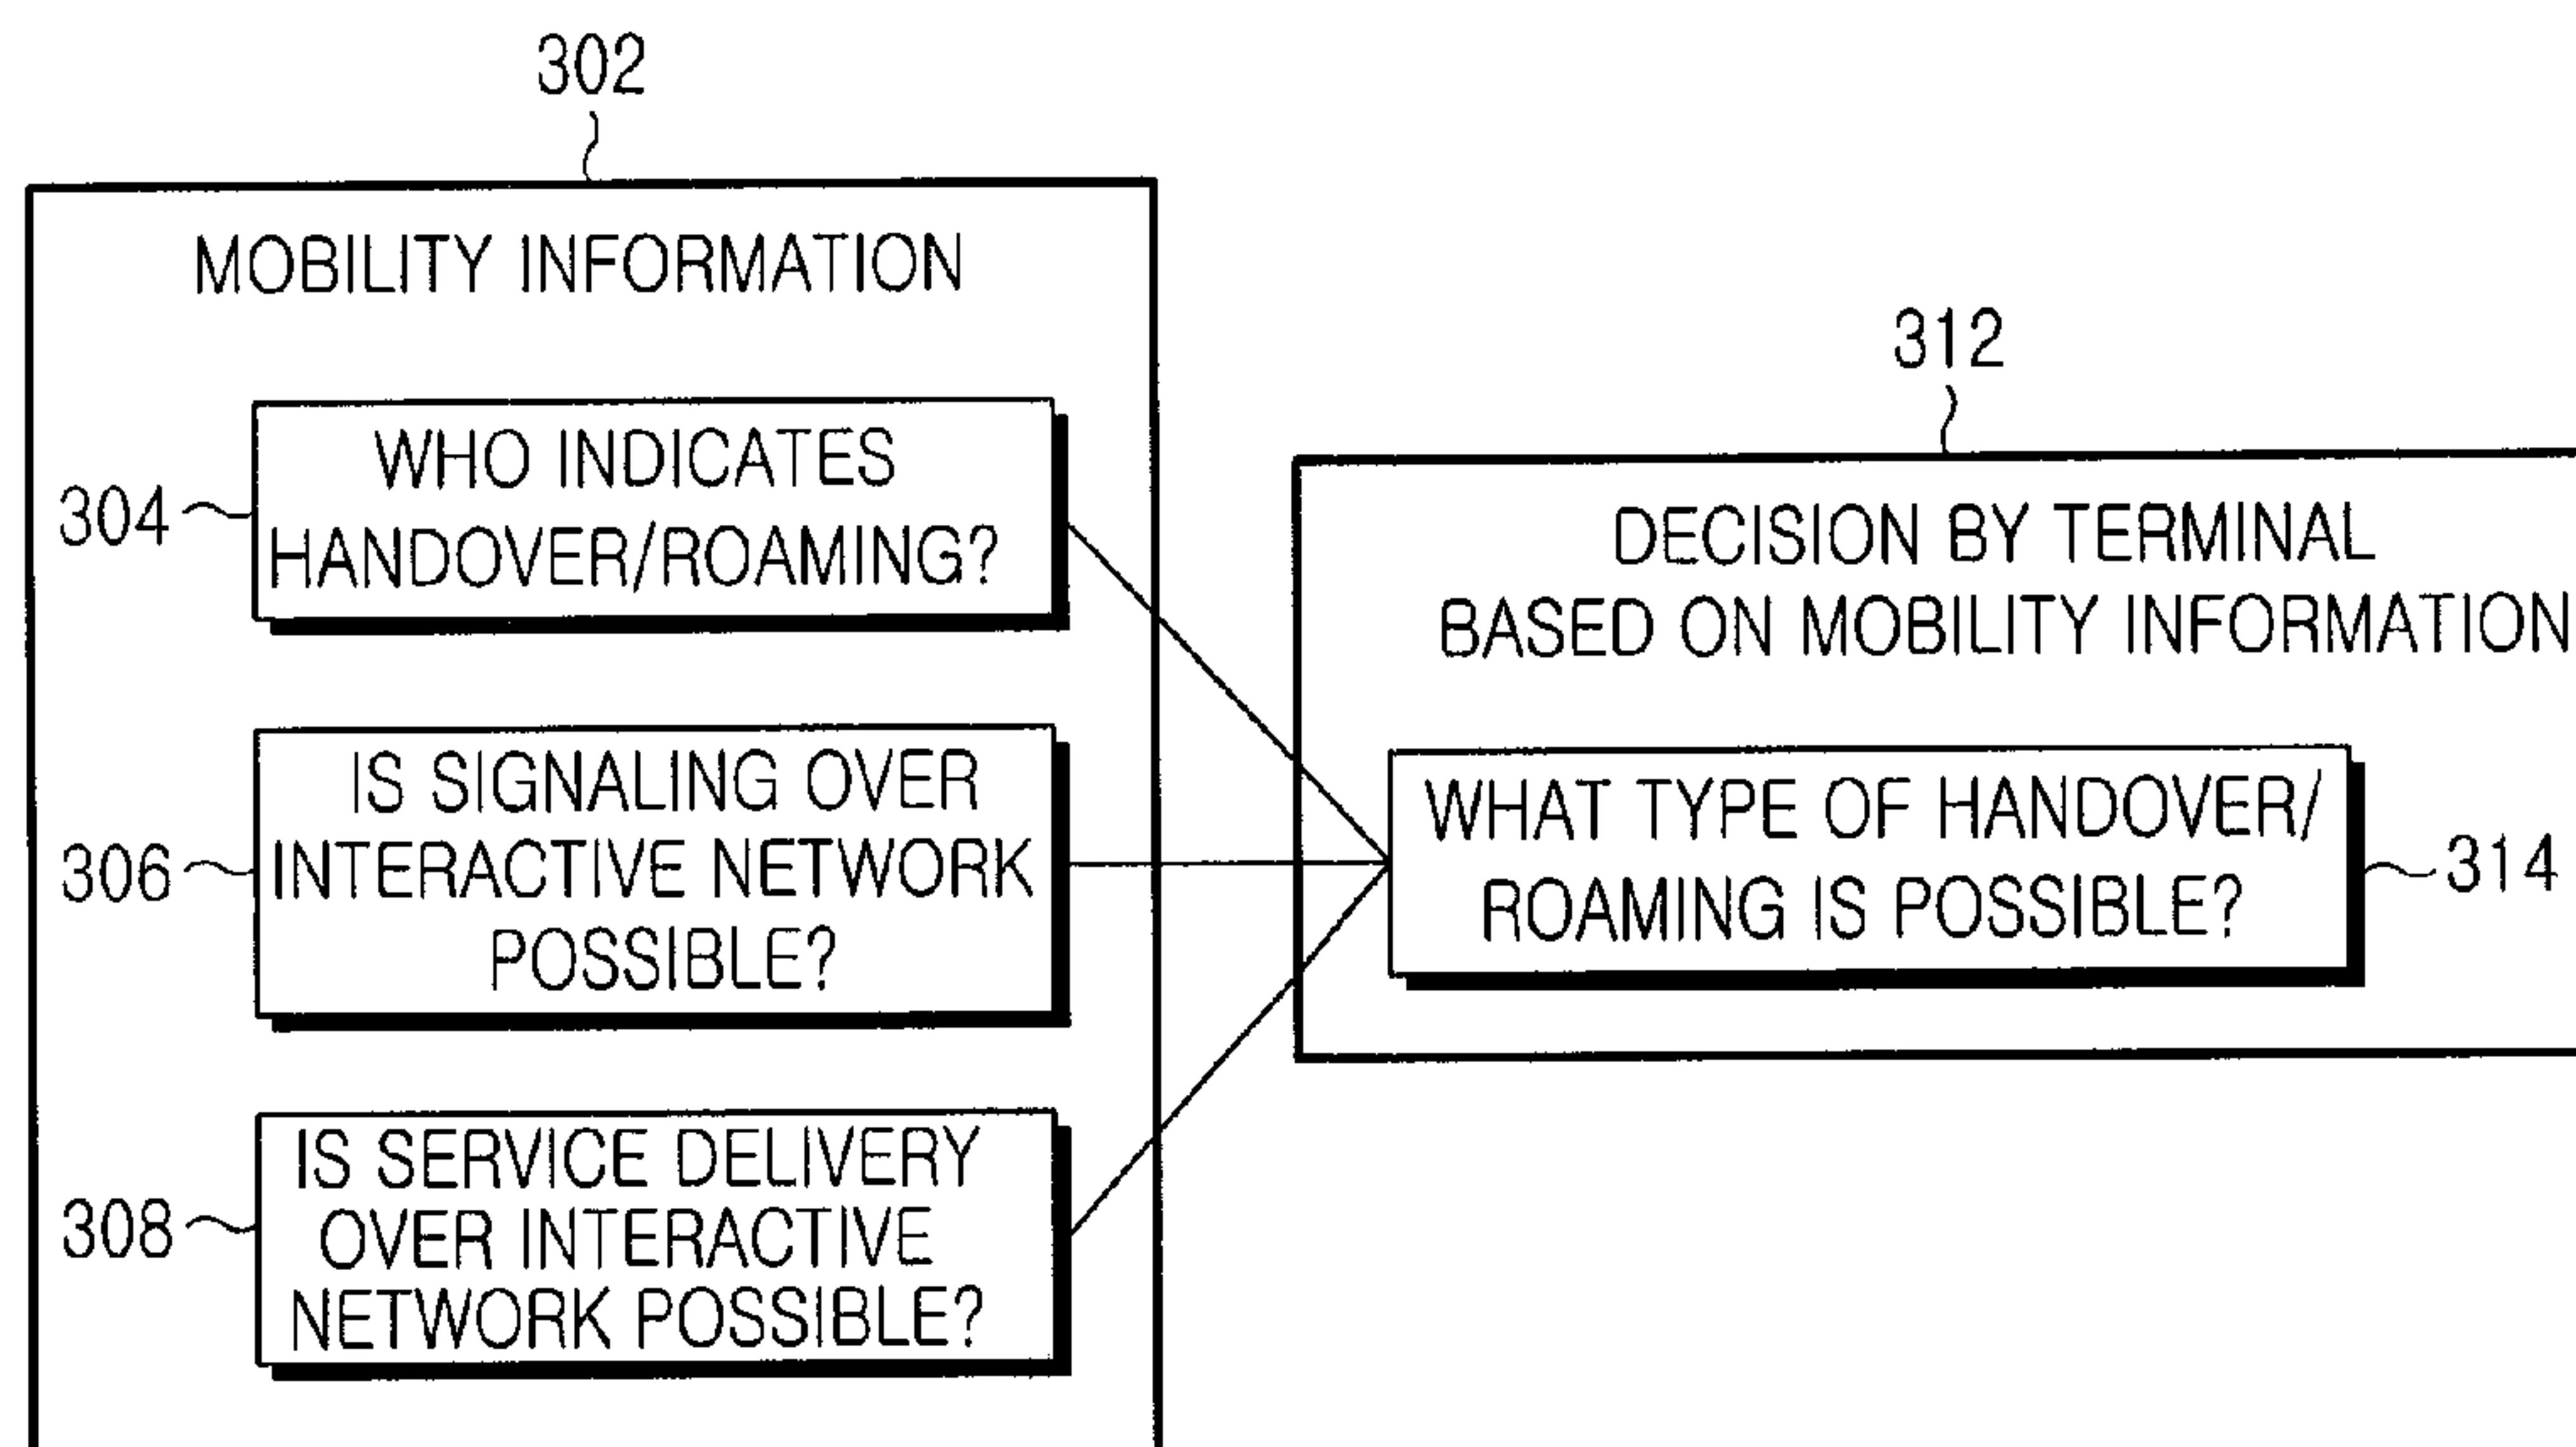 302
MOBILITY INFORMATION
304
WHO INDICATES
HANDOVER/ROAMING?
306
IS SIGNALING OVER
INTERACTIVE NETWORK
POSSIBLE?
308
IS SERVICE DELIVERY
OVER INTERACTIVE
NETWORK POSSIBLE?
312
DECISION BY TERMINAL
BASED ON MOBILITY INFORMATION
WHAT TYPE OF HANDOVER/
ROAMING IS POSSIBLE?
314